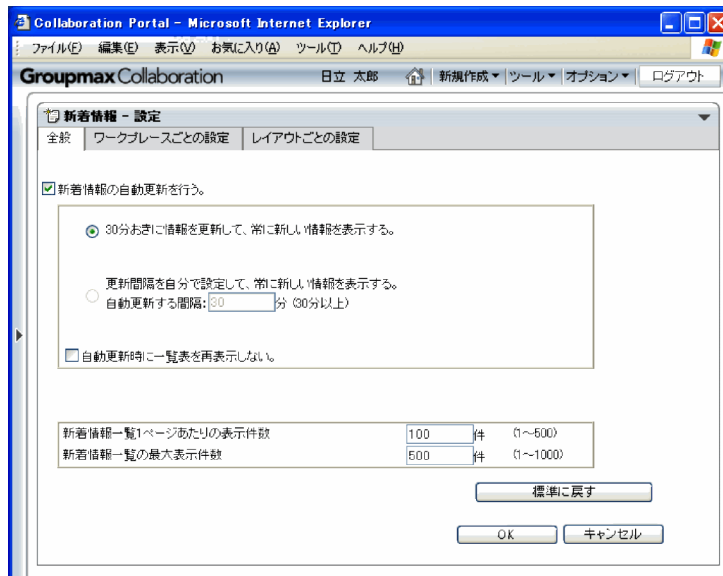 Collaboration Portal - Microsoft Internet Explorer
ファイル(F) 編集(E) 表示(V) お気に入り(A) ツール(T) ヘルプ(H)
Groupmax Collaboration 日立 太郎 新規作成 ツール オプション ログアウト
新着情報 - 設定
全般 ワークプレースごとの設定 レイアウトごとの設定
新着情報の自動更新を行う。
30分おきに情報を更新して、常に新しい情報を表示する。
更新間隔を自分で設定して、常に新しい情報を表示する。
自動更新する間隔: 30 分 (30分以上)
自動更新時に一覧表を再表示しない。
新着情報一覧1ページあたりの表示件数 100 件 (1~500)
新着情報一覧の最大表示件数 500 件 (1~1000)
標準に戻す
OK キャンセル